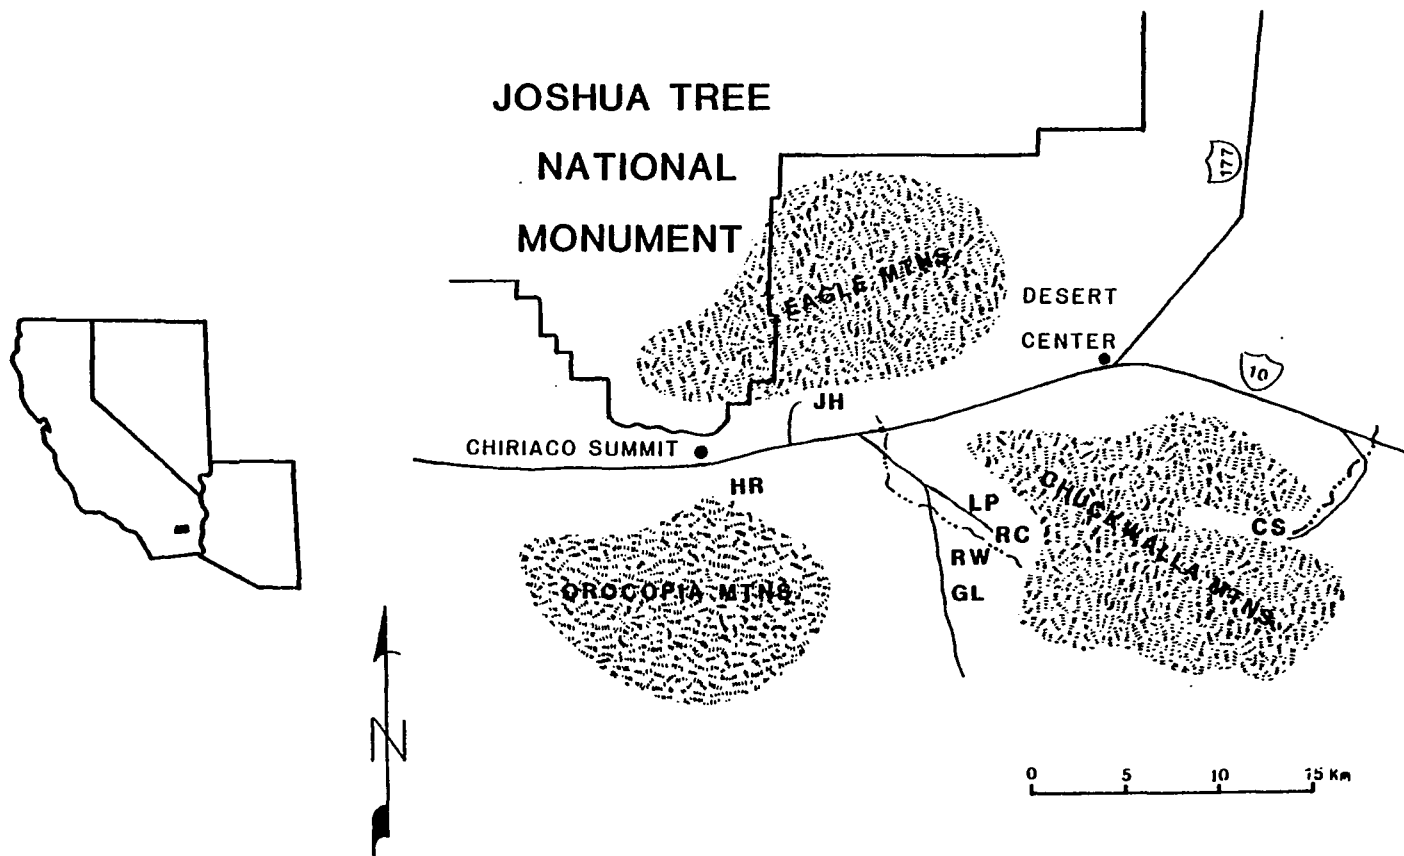 JOSHUA TREE
NATIONAL
MONUMENT
177
EAGLE MTNS
DESERT
CENTER
10
JH
CHIRIACO SUMMIT
HR
LP
RC
RW
GL
CHUCKWALLA MTNS
CS
OROCOPIA MTNS
N
0 5 10 15 Km